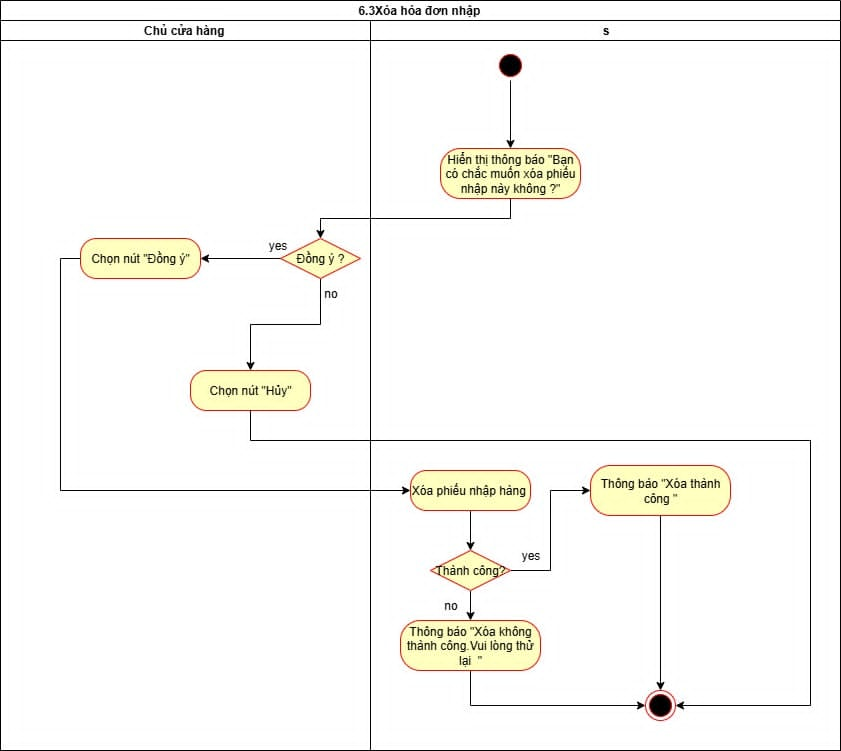 6.3Xóa hóa đơn nhập
Chủ cửa hàng
s
Hiển thị thông báo "Bạn
có chắc muốn xóa phiếu
nhập này không ?"
yes
Đồng ý ?
Chọn nút "Đồng ý"
no
Chọn nút "Hủy"
Xóa phiếu nhập hàng
Thông báo "Xóa thành
công "
yes
Thành công?
no
Thông báo "Xóa không
thành công.Vui lòng thử
lại  "